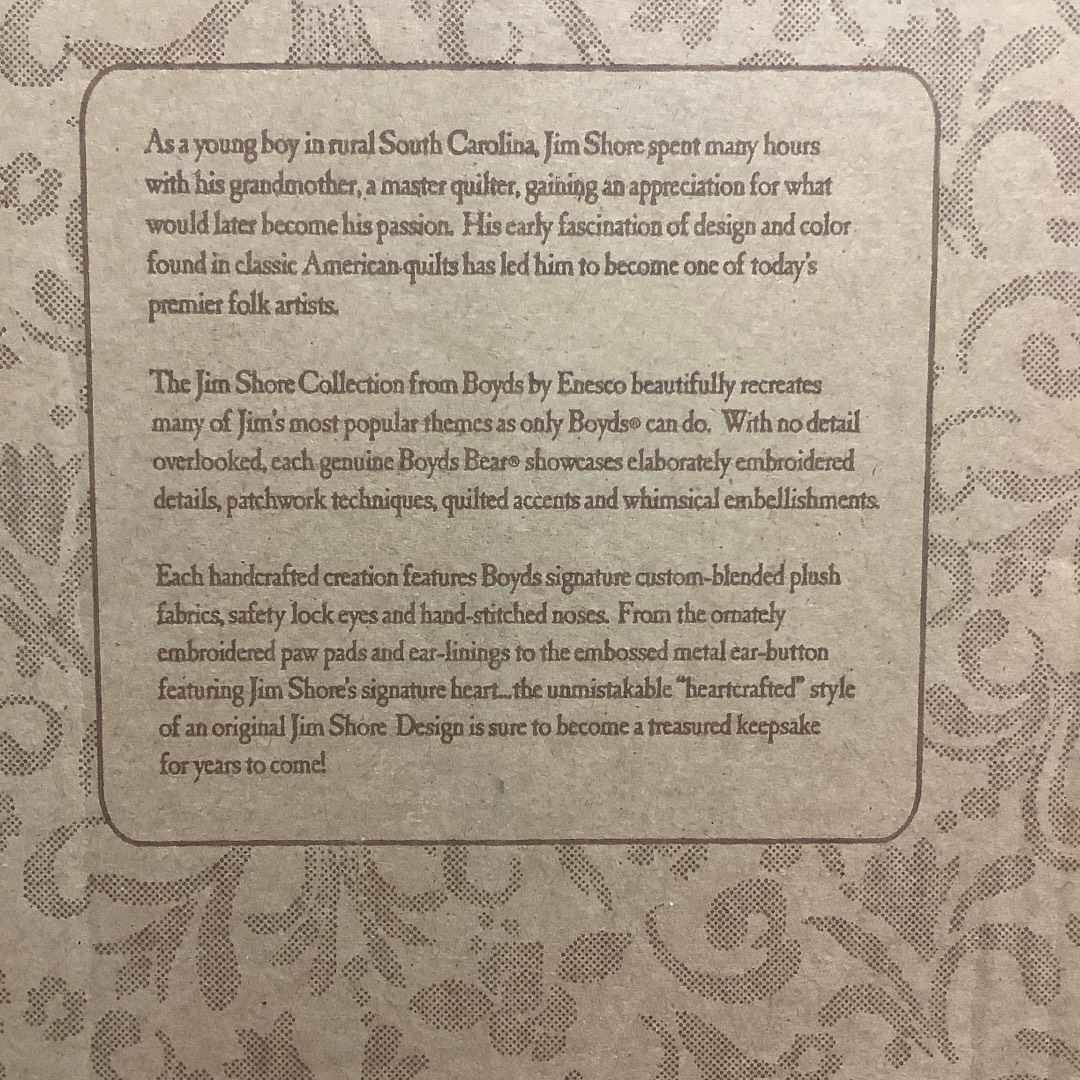 As a young boy in rural South Carolina, Jim Shore spent many hours
with his grandmother, a master quilter, gaining an appreciation for what
would later become his passion. His early fascination of design and color
found in classic American quilts has led him to become one of today's
premier folk artists.
The Jim Shore Collection from Boyds by Enesco beautifully recreates
many of Jim's most popular themes as only Boyds® can do. With no detail
overlooked, each genuine Boyds Bear® showcases elaborately embroidered
details, patchwork techniques, quilted accents and whimsical embellishments.
Each handcrafted creation features Boyds signature custom-blended plush
fabrics, safety lock eyes and hand-stitched noses. From the ornately
embroidered paw pads and ear-linings to the embossed metal ear-button
featuring Jim Shore's signature heart...the unmistakable "heartcrafted" style
of an original Jim Shore Design is sure to become a treasured keepsake
for years to come!